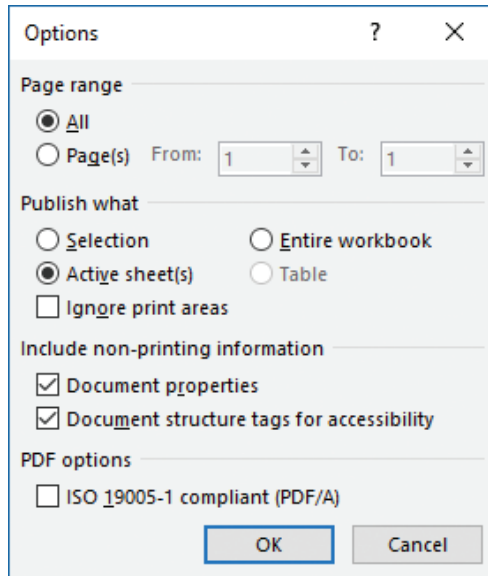 Options ?
Page range
All
Page(s) From: 1 To: 1
Publish what
Selection Entire workbook
Active sheet(s) Table
Ignore print areas
Include non-printing information
Document properties
Document structure tags for accessibility
PDF options
ISO 19005-1 compliant (PDF/A)
OK Cancel